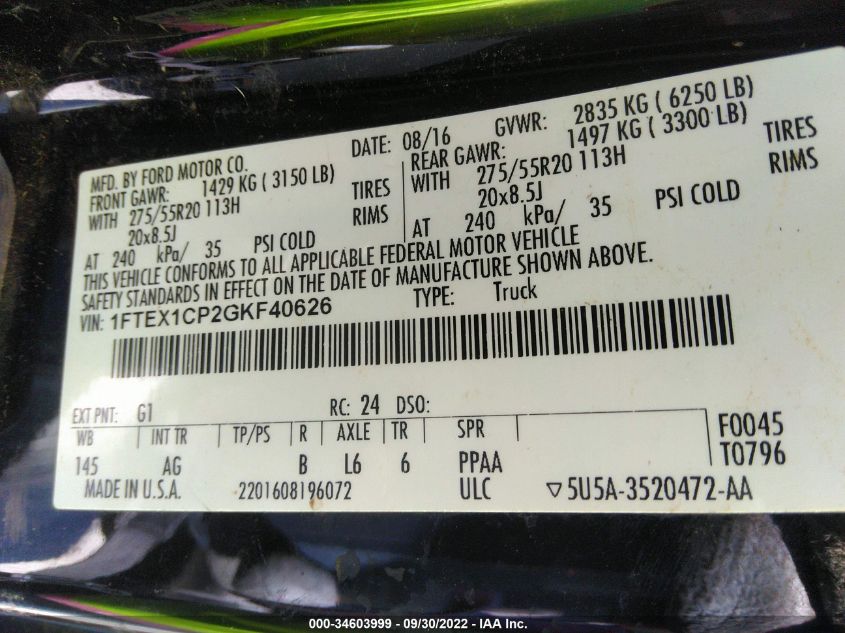 MFD. BY FORD MOTOR CO. DATE: 08/16 GVWR: 2835 KG ( 6250 LB)
FRONT GAWR: 1429 KG ( 3150 LB) REAR GAWR: 1497 KG ( 3300 LB)
WITH 275/55R20 113H TIRES WITH 275/55R20 113H TIRES
20x8.5J RIMS 20x8.5J RIMS
AT 240 kPa/ 35 PSI COLD AT 240 kPa/ 35 PSI COLD
THIS VEHICLE CONFORMS TO ALL APPLICABLE FEDERAL MOTOR VEHICLE
SAFETY STANDARDS IN EFFECT ON THE DATE OF MANUFACTURE SHOWN ABOVE.
VIN: 1FTEX1CP2GKF40626 TYPE: Truck
EXT PNT: G1 RC: 24 DSO:
WB INT TR TP/PS R AXLE TR SPR F0045
145 AG B L6 6 PPAA T0796
MADE IN U.S.A. 2201608196072 ULC ▽5U5A-3520472-AA
000-34603999 - 09/30/2022 - IAA Inc.